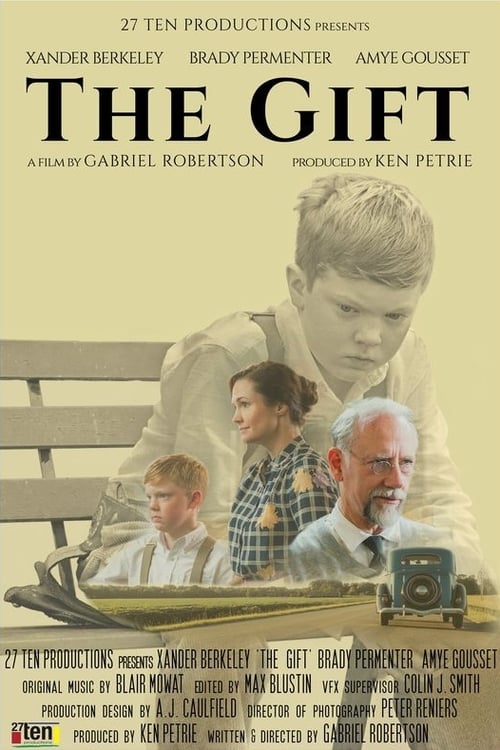 27 TEN PRODUCTIONS PRESENTS
XANDER BERKELEY BRADY PERMENTER AMYE GOUSSET
THE GIFT
A FILM BY GABRIEL ROBERTSON PRODUCED BY KEN PETRIE
27 TEN PRODUCTIONS PRESENTS XANDER BERKELEY 'THE GIFT' BRADY PERMENTER AMYE GOUSSET
ORIGINAL MUSIC BY BLAIR MOWAT EDITED BY MAX BLUSTIN VFX SUPERVISOR COLIN J. SMITH
PRODUCTION DESIGN BY A.J. CAULFIELD DIRECTOR OF PHOTOGRAPHY PETER RENIERS
PRODUCED BY KEN PETRIE WRITTEN & DIRECTED BY GABRIEL ROBERTSON
27ten
productions